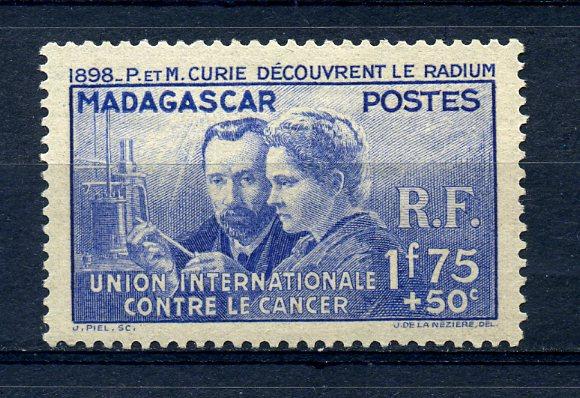 1898_P. ET M. CURIE DÉCOUVRENT LE RADIUM
MADAGASCAR POSTES
R.F.
UNION INTERNATIONALE
CONTRE LE CANCER
1f75
+50c
J. PIEL, SC. J. DE LA NÉZIÈRE, DEL.